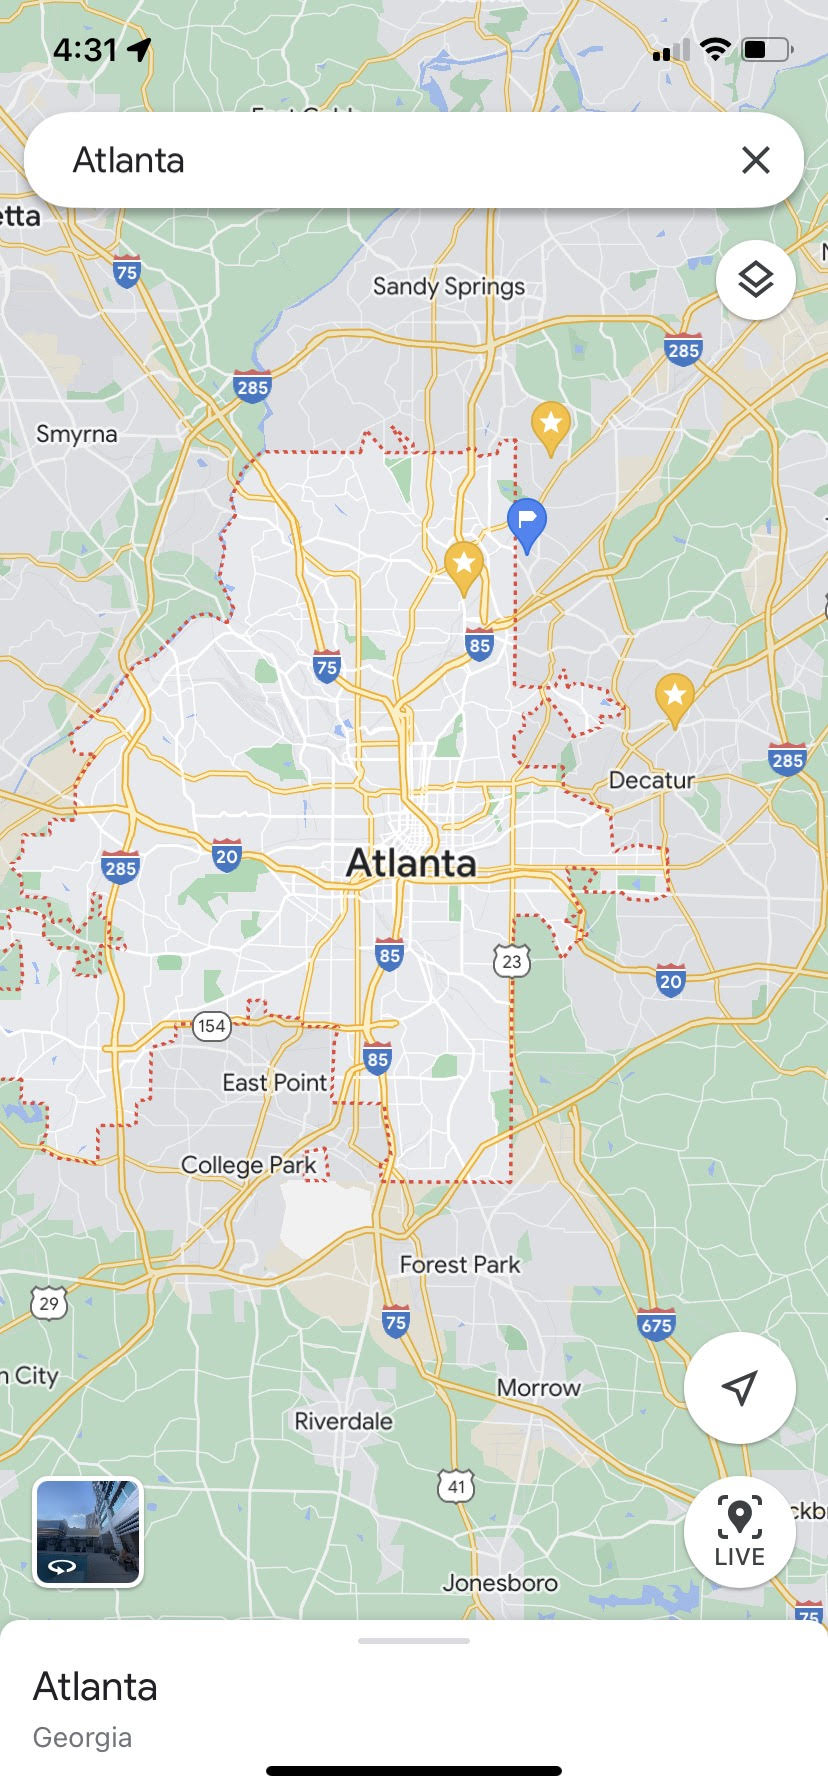 4:31
Atlanta
etta
75
Sandy Springs
285
285
Smyrna
75
85
285
Decatur
20
285
Atlanta
85
23
20
154
85
East Point
College Park
Forest Park
29
75
675
n City
Morrow
Riverdale
41
ckb
LIVE
Jonesboro
75
Atlanta
Georgia